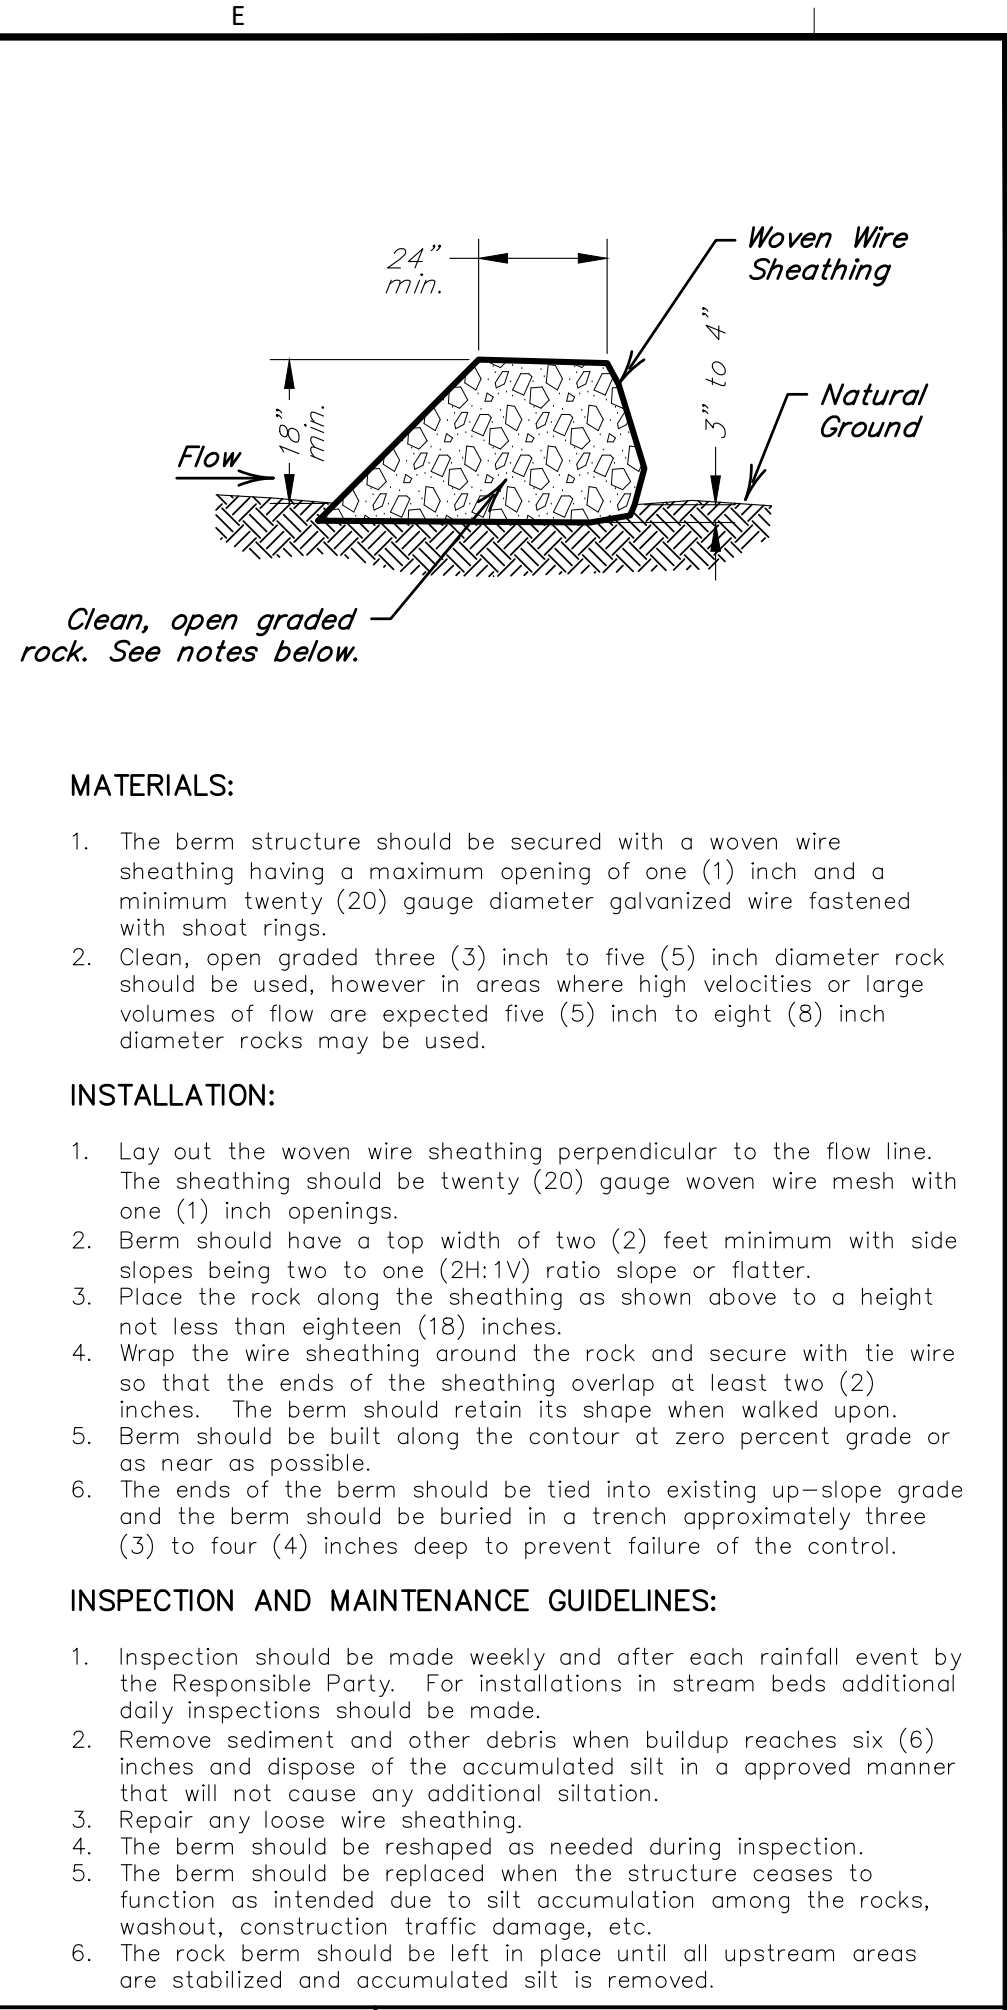 E
24"
min.
Woven Wire
Sheathing
3" to 4"
18"
min.
Natural
Ground
Flow
Clean, open graded
rock. See notes below.
MATERIALS:
1. The berm structure should be secured with a woven wire
sheathing having a maximum opening of one (1) inch and a
minimum twenty (20) gauge diameter galvanized wire fastened
with shoat rings.
2. Clean, open graded three (3) inch to five (5) inch diameter rock
should be used, however in areas where high velocities or large
volumes of flow are expected five (5) inch to eight (8) inch
diameter rocks may be used.
INSTALLATION:
1. Lay out the woven wire sheathing perpendicular to the flow line.
The sheathing should be twenty (20) gauge woven wire mesh with
one (1) inch openings.
2. Berm should have a top width of two (2) feet minimum with side
slopes being two to one (2H:1V) ratio slope or flatter.
3. Place the rock along the sheathing as shown above to a height
not less than eighteen (18) inches.
4. Wrap the wire sheathing around the rock and secure with tie wire
so that the ends of the sheathing overlap at least two (2)
inches. The berm should retain its shape when walked upon.
5. Berm should be built along the contour at zero percent grade or
as near as possible.
6. The ends of the berm should be tied into existing up-slope grade
and the berm should be buried in a trench approximately three
(3) to four (4) inches deep to prevent failure of the control.
INSPECTION AND MAINTENANCE GUIDELINES:
1. Inspection should be made weekly and after each rainfall event by
the Responsible Party. For installations in stream beds additional
daily inspections should be made.
2. Remove sediment and other debris when buildup reaches six (6)
inches and dispose of the accumulated silt in a approved manner
that will not cause any additional siltation.
3. Repair any loose wire sheathing.
4. The berm should be reshaped as needed during inspection.
5. The berm should be replaced when the structure ceases to
function as intended due to silt accumulation among the rocks,
washout, construction traffic damage, etc.
6. The rock berm should be left in place until all upstream areas
are stabilized and accumulated silt is removed.